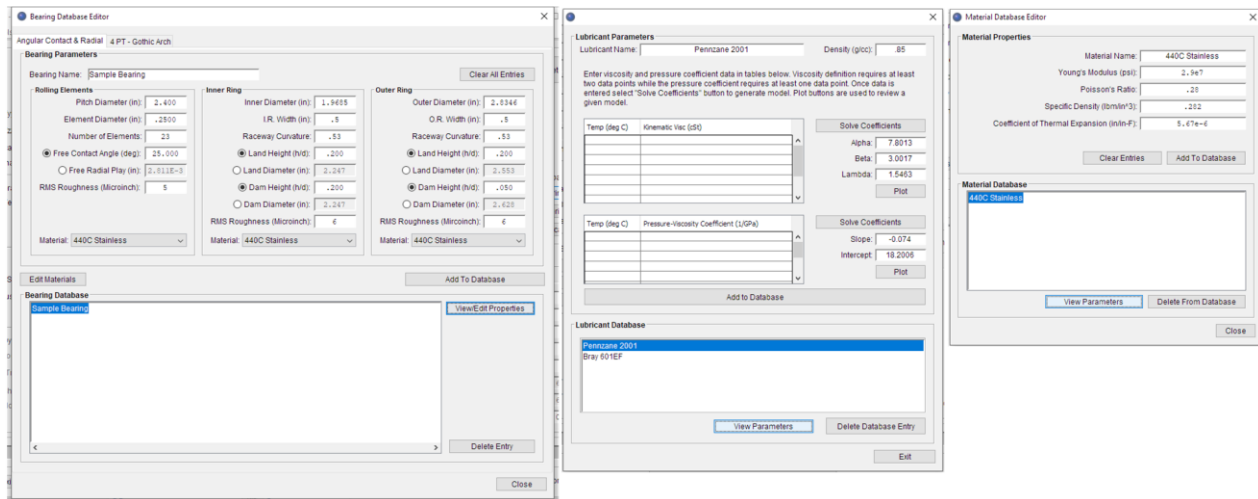 Bearing Database Editor
Angular Contact & Radial 4 PT - Gothic Arch
Bearing Parameters
Bearing Name: Sample Bearing Clear All Entries
Rolling Elements
Pitch Diameter (in): 2.400
Element Diameter (in): .2500
Number of Elements: 23
Free Contact Angle (deg): 25.000
Free Radial Play (in): 2.811E-3
RMS Roughness (Microinch): 5
Material: 440C Stainless
Inner Ring
Inner Diameter (in): 1.9685
I.R. Width (in): .5
Raceway Curvature: .53
Land Height (h/d): .200
Land Diameter (in): 2.247
Dam Height (h/d): .200
Dam Diameter (in): 2.247
RMS Roughness (Microinch): 6
Material: 440C Stainless
Outer Ring
Outer Diameter (in): 2.8346
O.R. Width (in): .5
Raceway Curvature: .53
Land Height (h/d): .200
Land Diameter (in): 2.553
Dam Height (h/d): .050
Dam Diameter (in): 2.628
RMS Roughness (Mircoinch): 6
Material: 440C Stainless
Edit Materials Add To Database
Bearing Database
Sample Bearing
View/Edit Properties
Delete Entry
Close
Lubricant Parameters
Lubricant Name: Pennzane 2001 Density (g/cc): .85
Enter viscosity and pressure coefficient data in tables below. Viscosity definition requires at least
two data points while the pressure coefficient requires at least one data point. Once data is
entered select "Solve Coefficients" button to generate model. Plot buttons are used to review a
given model.
Temp (deg C) Kinematic Vac (cSt)
Solve Coefficients
Alpha: 7.8013
Beta: 3.0017
Lambda: 1.5463
Plot
Temp (deg C) Pressure-Viscosity Coefficient (1/GPa)
Solve Coefficients
Slope: -0.074
Intercept: 18.2006
Plot
Add to Database
Lubricant Database
Pennzane 2001
Bray 601EF
View Parameters Delete Database Entry
Exit
Material Database Editor
Material Properties
Material Name: 440C Stainless
Young's Modulus (psi): 2.9e7
Poisson's Ratio: .28
Specific Density (lbm/in^3): .282
Coefficient of Thermal Expansion (in/in-F): 5.67e-6
Clear Entries Add To Database
Material Database
440C Stainless
View Parameters Delete From Database
Close